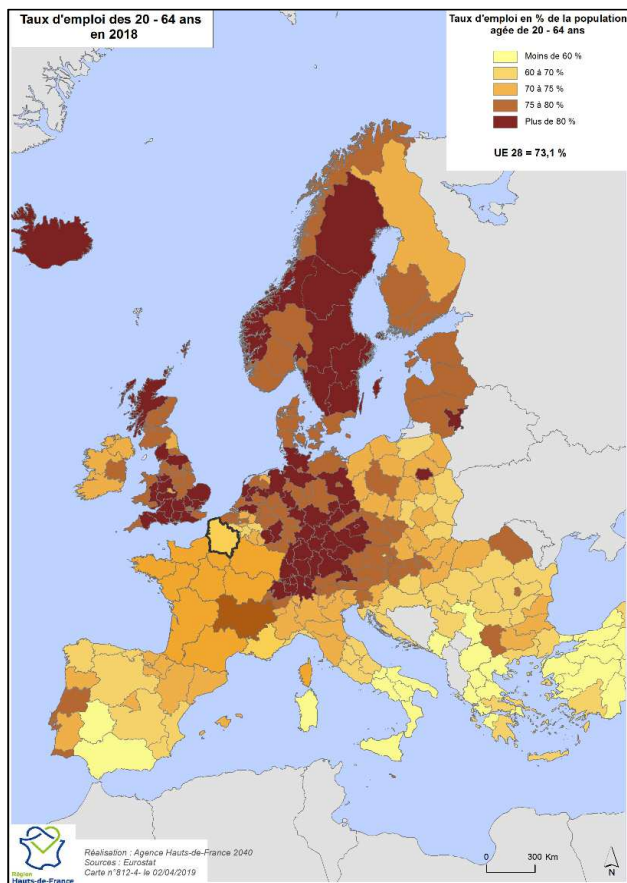 Taux d'emploi des 20 - 64 ans
en 2018
Taux d'emploi en % de la population
agée de 20 - 64 ans
Moins de 60 %
60 à 70 %
70 à 75 %
75 à 80 %
Plus de 80 %
UE 28 = 73,1 %
Région
Hauts-de-France
Réalisation : Agence Hauts-de-France 2040
Sources : Eurostat
Carte n°812-4- le 02/04/2019
0 300 Km
N